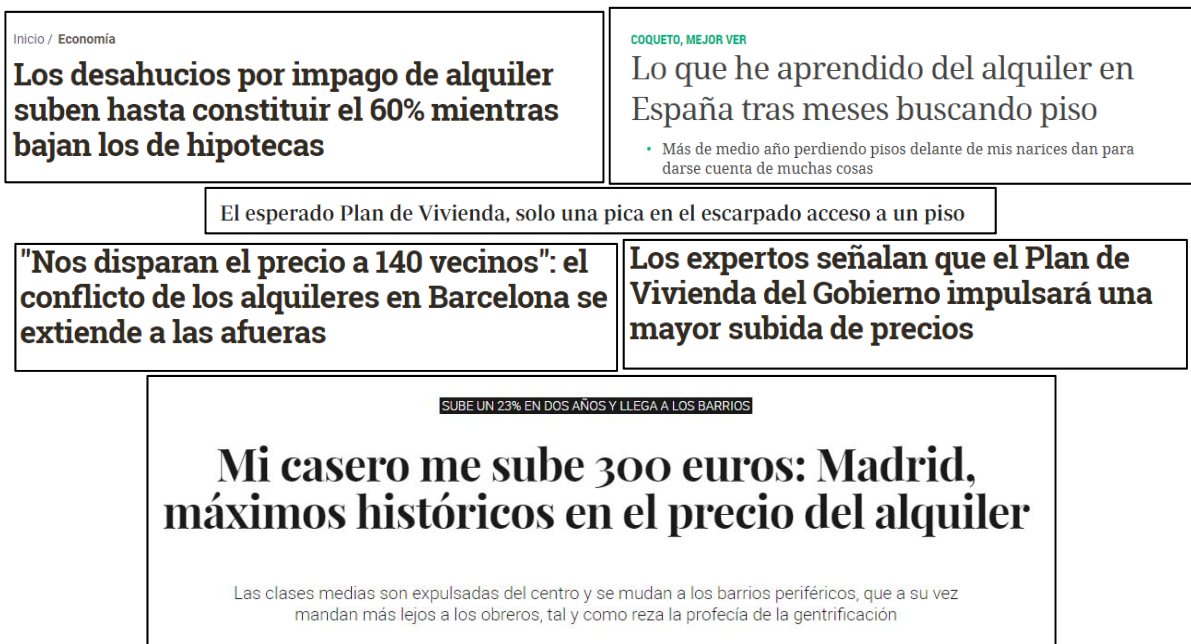 Inicio / Economía
Los desahucios por impago de alquiler
suben hasta constituir el 60% mientras
bajan los de hipotecas
COQUETO, MEJOR VER
Lo que he aprendido del alquiler en
España tras meses buscando piso
• Más de medio año perdiendo pisos delante de mis narices dan para
darse cuenta de muchas cosas
El esperado Plan de Vivienda, solo una pica en el escarpado acceso a un piso
"Nos disparan el precio a 140 vecinos": el
conflicto de los alquileres en Barcelona se
extiende a las afueras
Los expertos señalan que el Plan de
Vivienda del Gobierno impulsará una
mayor subida de precios
SUBE UN 23% EN DOS AÑOS Y LLEGA A LOS BARRIOS
Mi casero me sube 300 euros: Madrid,
máximos históricos en el precio del alquiler
Las clases medias son expulsadas del centro y se mudan a los barrios periféricos, que a su vez
mandan más lejos a los obreros, tal y como reza la profecía de la gentrificación